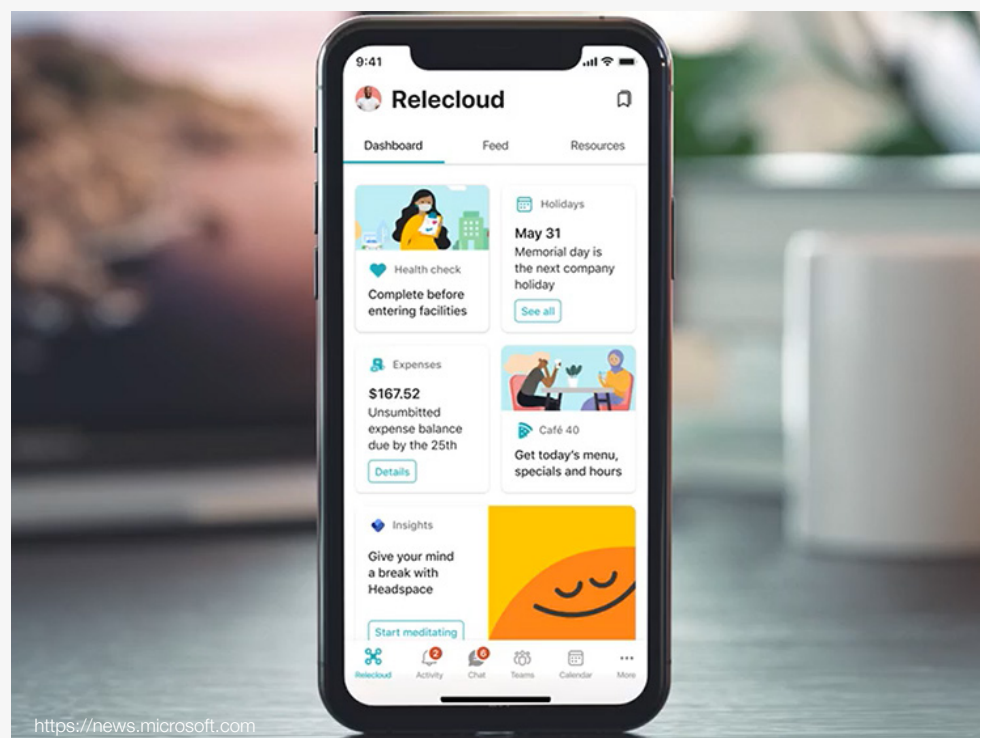 9:41
Relecloud
Dashboard
Feed
Resources
Health check
Complete before
entering facilities
Holidays
May 31
Memorial day is
the next company
holiday
See all
Expenses
$167.52
Unsumbitted
expense balance
due by the 25th
Details
Café 40
Get today's menu,
specials and hours
Insights
Give your mind
a break with
Headspace
Start meditating
Relecloud
2
Activity
6
Chat
Teams
Calendar
More
https://news.microsoft.com